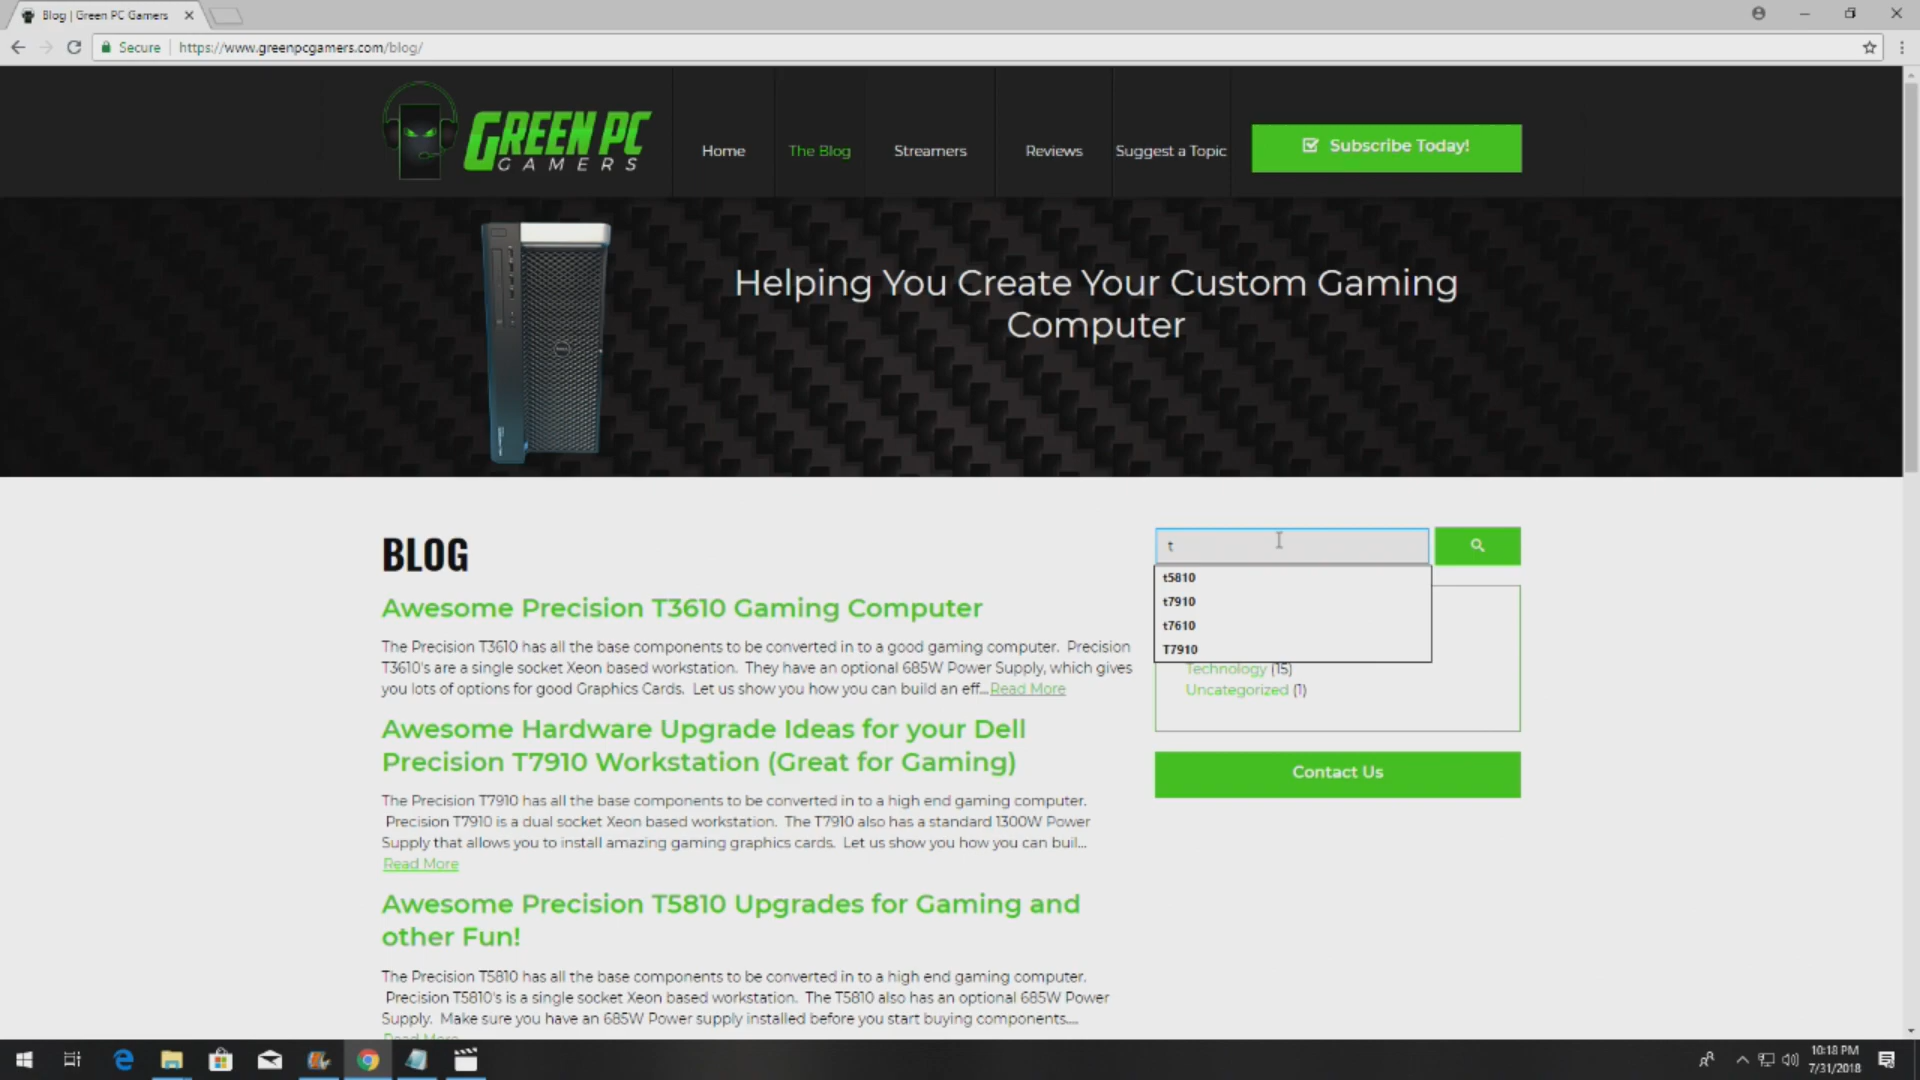 Blog | Green PC Gamers
Secure https://www.greenpcgamers.com/blog/
GREEN PC
GAMERS
Home The Blog Streamers Reviews Suggest a Topic Subscribe Today!
Helping You Create Your Custom Gaming
Computer
BLOG
Awesome Precision T3610 Gaming Computer
The Precision T3610 has all the base components to be converted in to a good gaming computer. Precision
T3610's are a single socket Xeon based workstation. They have an optional 685W Power Supply, which gives
you lots of options for good Graphics Cards. Let us show you how you can build an eff...Read More
Awesome Hardware Upgrade Ideas for your Dell
Precision T7910 Workstation (Great for Gaming)
The Precision T7910 has all the base components to be converted in to a high end gaming computer.
Precision T7910 is a dual socket Xeon based workstation. The T7910 also has a standard 1300W Power
Supply that allows you to install amazing gaming graphics cards. Let us show you how you can buil...
Read More
Awesome Precision T5810 Upgrades for Gaming and
other Fun!
The Precision T5810 has all the base components to be converted in to a high end gaming computer.
Precision T5810's is a single socket Xeon based workstation. The T5810 also has an optional 685W Power
Supply. Make sure you have an 685W Power supply installed before you start buying components....
Read More
t
t5810
t7910
t7610
T7910
Technology (15)
Uncategorized (1)
Contact Us
10:18 PM
7/31/2018